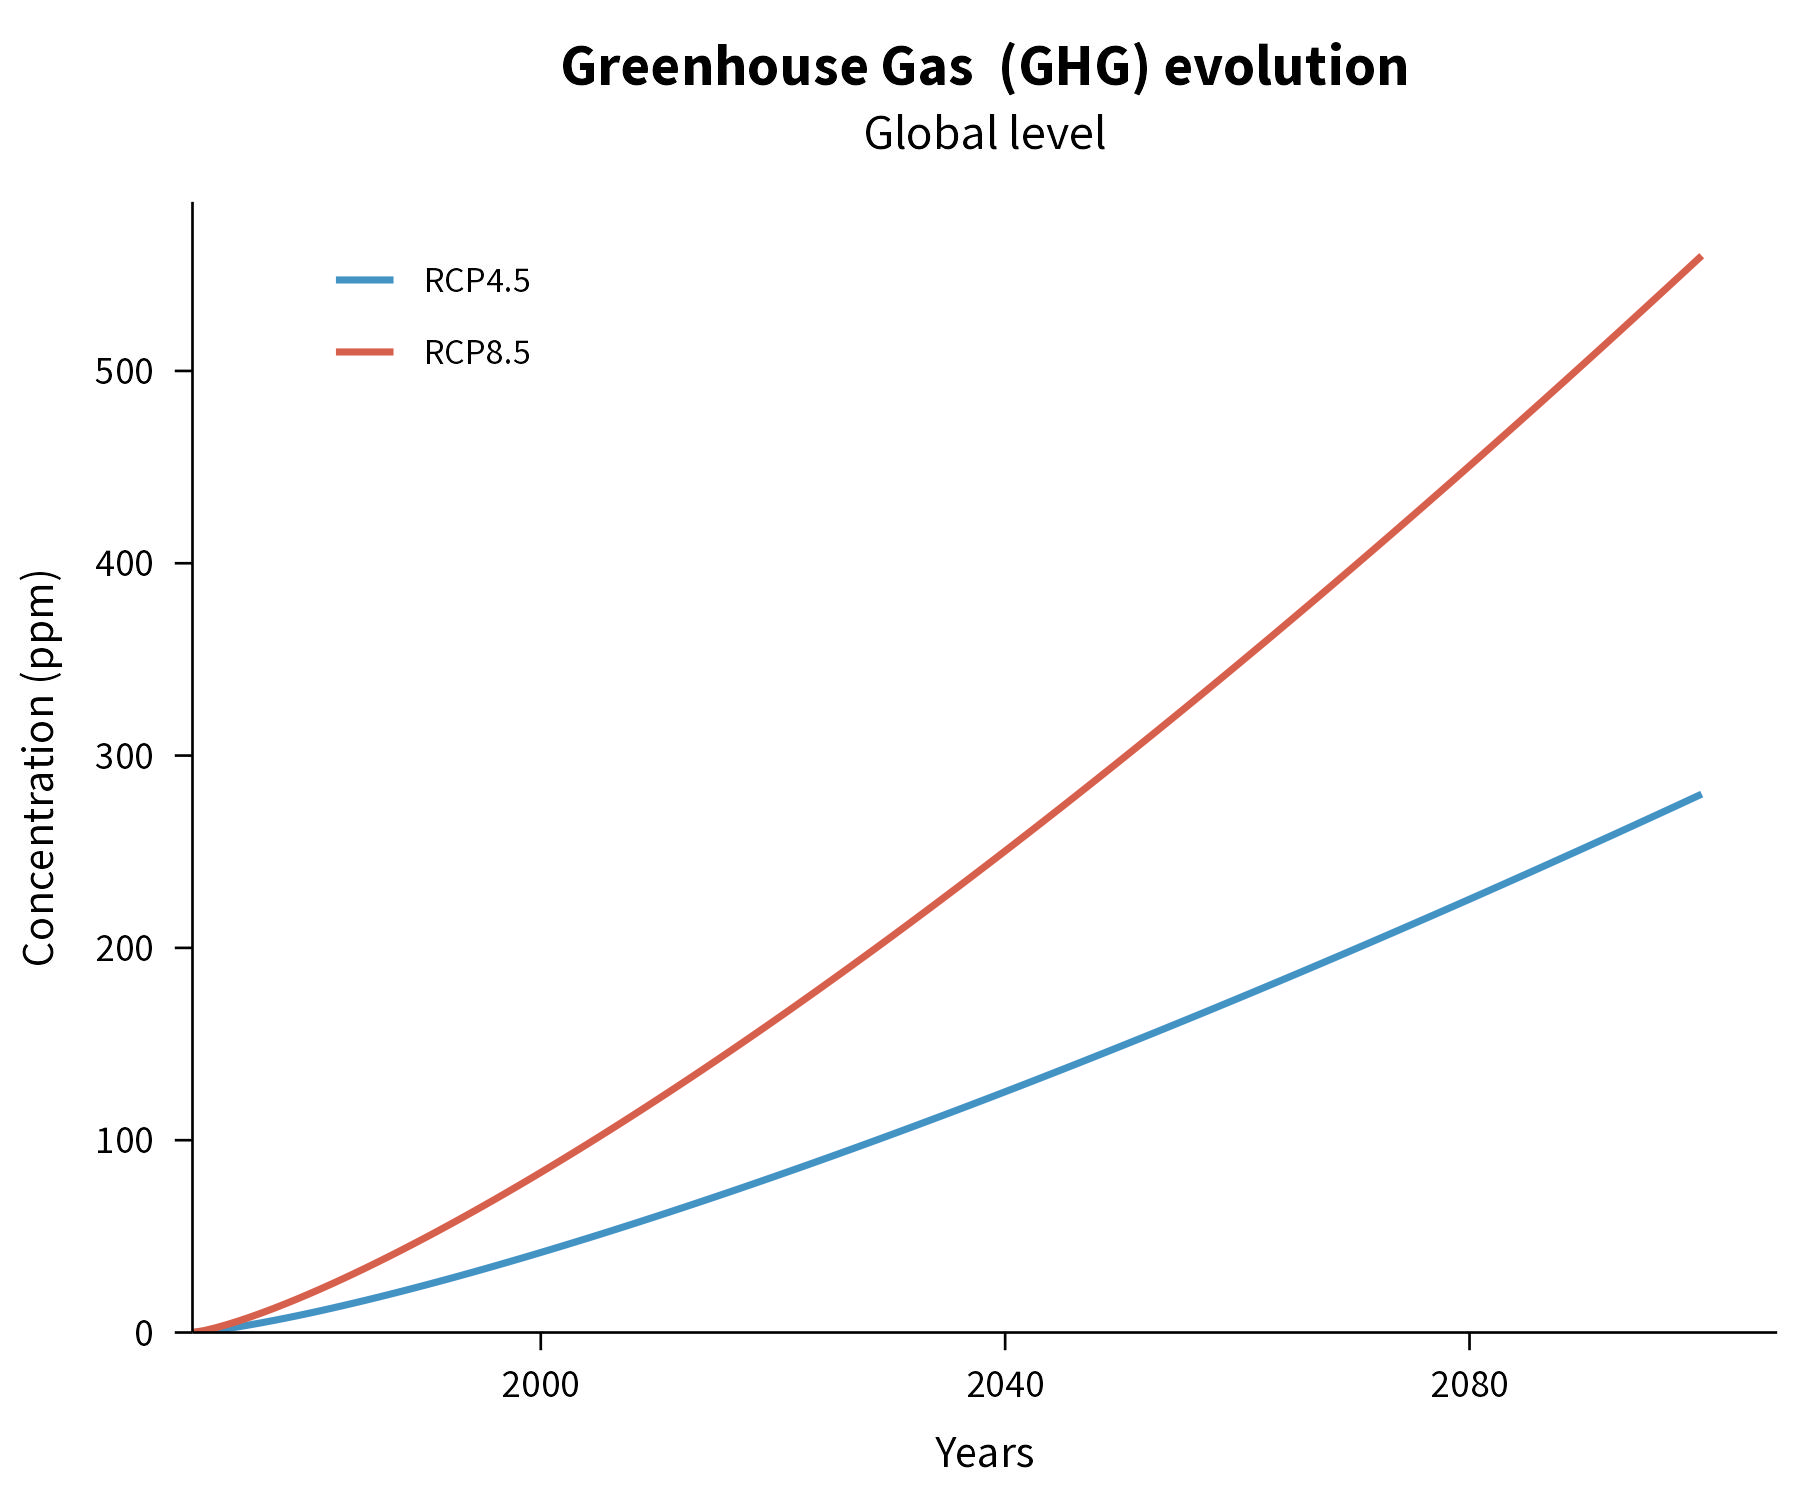 Greenhouse Gas  (GHG) evolution
Global level
RCP4.5
RCP8.5
Concentration (ppm)
500
400
300
200
100
0
2000 2040 2080
Years